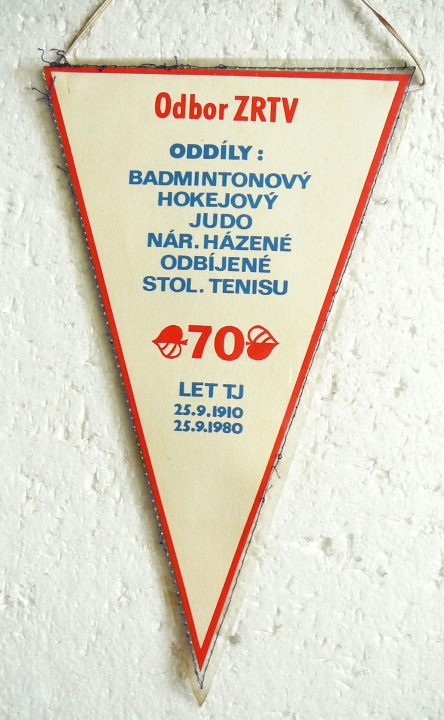 Odbor ZRTV
ODDÍLY:
BADMINTONOVÝ
HOKEJOVÝ
JUDO
NÁR. HÁZENÉ
ODBÍJENÉ
STOL. TENISU
70
LET TJ
25.9.1910
25.9.1980